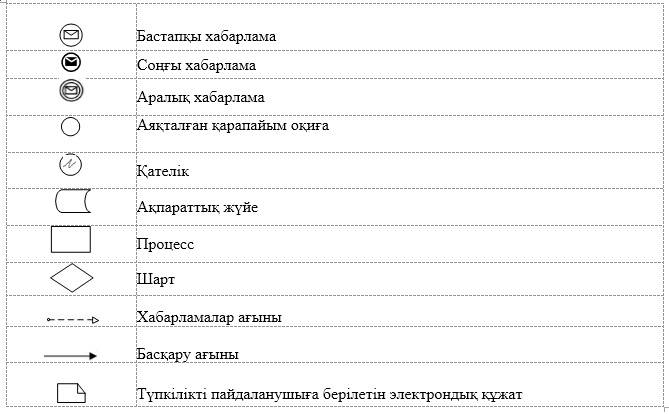 Бастапқы хабарлама
Соңғы хабарлама
Аралық хабарлама
Аяқталған қарапайым оқиға
Қателік
Ақпараттық жүйе
Процесс
Шарт
Хабарламалар ағыны
Басқару ағыны
Түпкілікті пайдаланушыға берілетін электрондық құжат